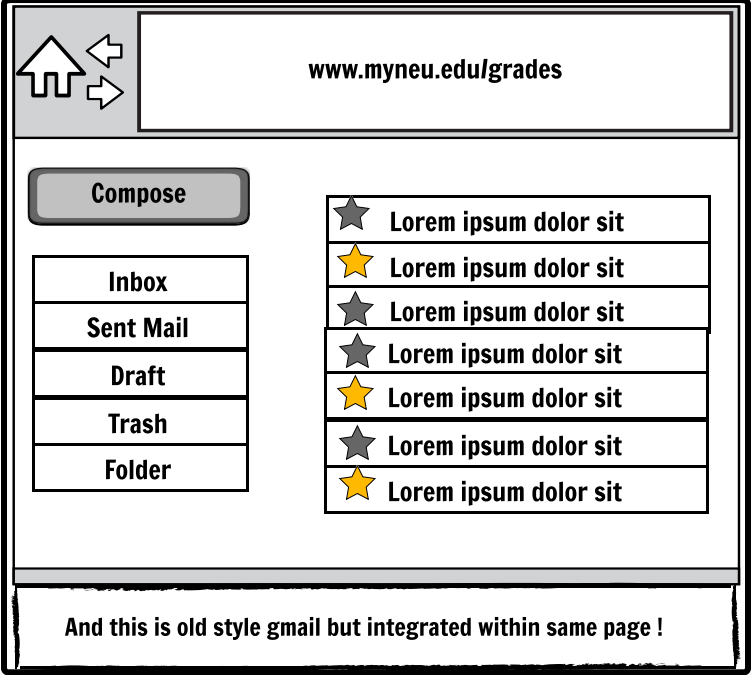 www.myneu.edu/grades
Compose
Inbox
Sent Mail
Draft
Trash
Folder
Lorem ipsum dolor sit
Lorem ipsum dolor sit
Lorem ipsum dolor sit
Lorem ipsum dolor sit
Lorem ipsum dolor sit
Lorem ipsum dolor sit
Lorem ipsum dolor sit
And this is old style gmail but integrated within same page !